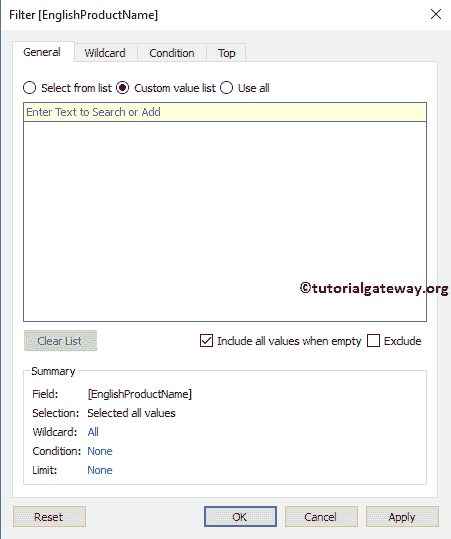 Filter [EnglishProductName]
General Wildcard Condition Top
Select from list Custom value list Use all
Enter Text to Search or Add
©tutorialgateway.org
Clear List Include all values when empty Exclude
Summary
Field: [EnglishProductName]
Selection: Selected all values
Wildcard: All
Condition: None
Limit: None
Reset OK Cancel Apply